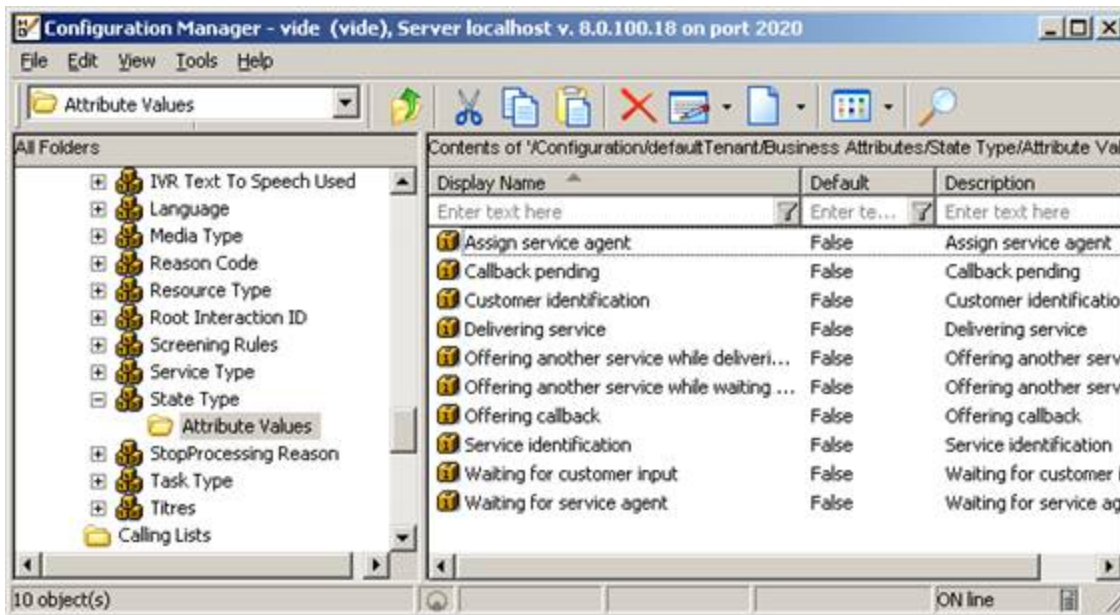 Configuration Manager - vide (vide), Server localhost v. 8.0.100.18 on port 2020
File Edit View Tools Help
Attribute Values
All Folders
IVR Text To Speech Used
Language
Media Type
Reason Code
Resource Type
Root Interaction ID
Screening Rules
Service Type
State Type
Attribute Values
StopProcessing Reason
Task Type
Titres
Calling Lists
Contents of '/Configuration/defaultTenant/Business Attributes/State Type/Attribute Val
Display Name Default Description
Enter text here Enter te... Enter text here
Assign service agent False Assign service agent
Callback pending False Callback pending
Customer identification False Customer identificatio
Delivering service False Delivering service
Offering another service while deliveri... False Offering another serv
Offering another service while waiting ... False Offering another serv
Offering callback False Offering callback
Service identification False Service identification
Waiting for customer input False Waiting for customer i
Waiting for service agent False Waiting for service ag
10 object(s) ON line